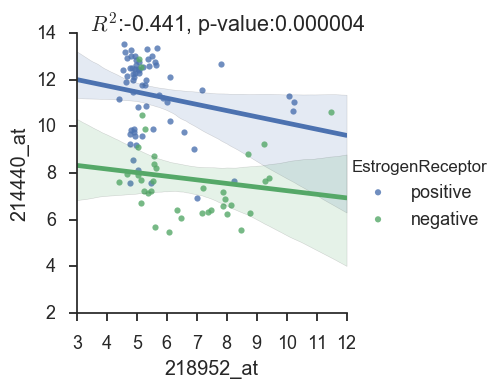 R²:-0.441, p-value:0.000004
14
12
10
8
6
4
2
214440_at
3 4 5 6 7 8 9 10 11 12
218952_at
EstrogenReceptor
positive
negative